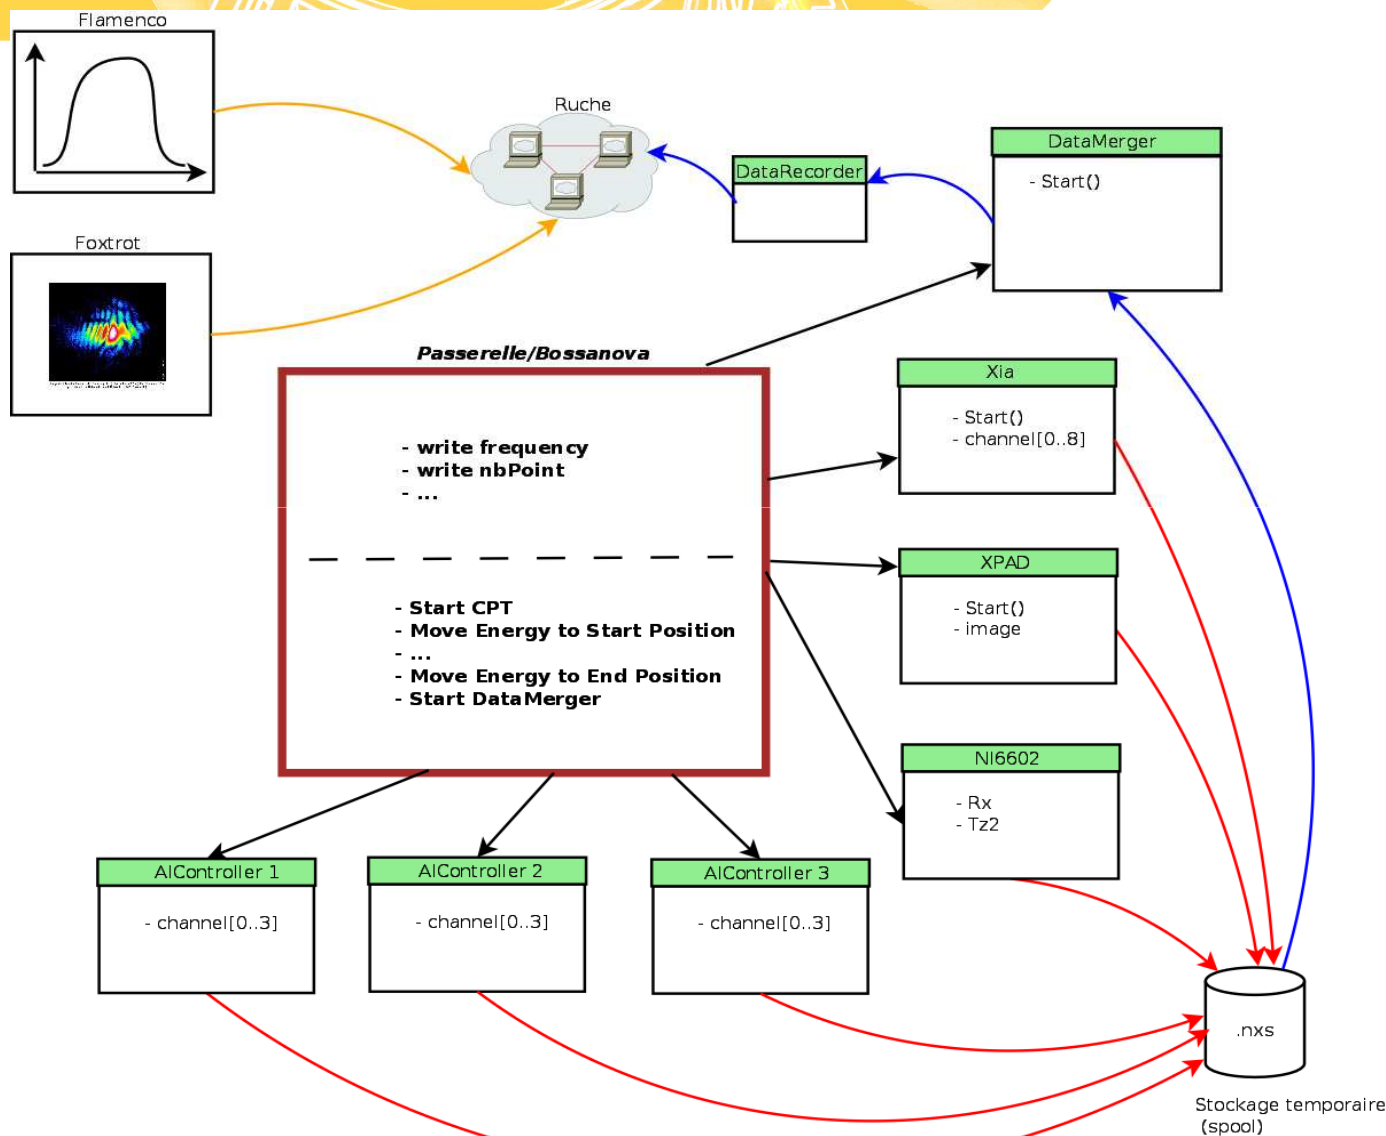 Flamenco
Ruche
DataMerger
- Start()
DataRecorder
Foxtrot
Passerelle/Bossanova
- write frequency
- write nbPoint
- ...
- Start CPT
- Move Energy to Start Position
- ...
- Move Energy to End Position
- Start DataMerger
Xia
- Start()
- channel[0..8]
XPAD
- Start()
- image
NI6602
- Rx
- Tz2
AIController 1
- channel[0..3]
AIController 2
- channel[0..3]
AIController 3
- channel[0..3]
.nxs
Stockage temporaire
(spool)